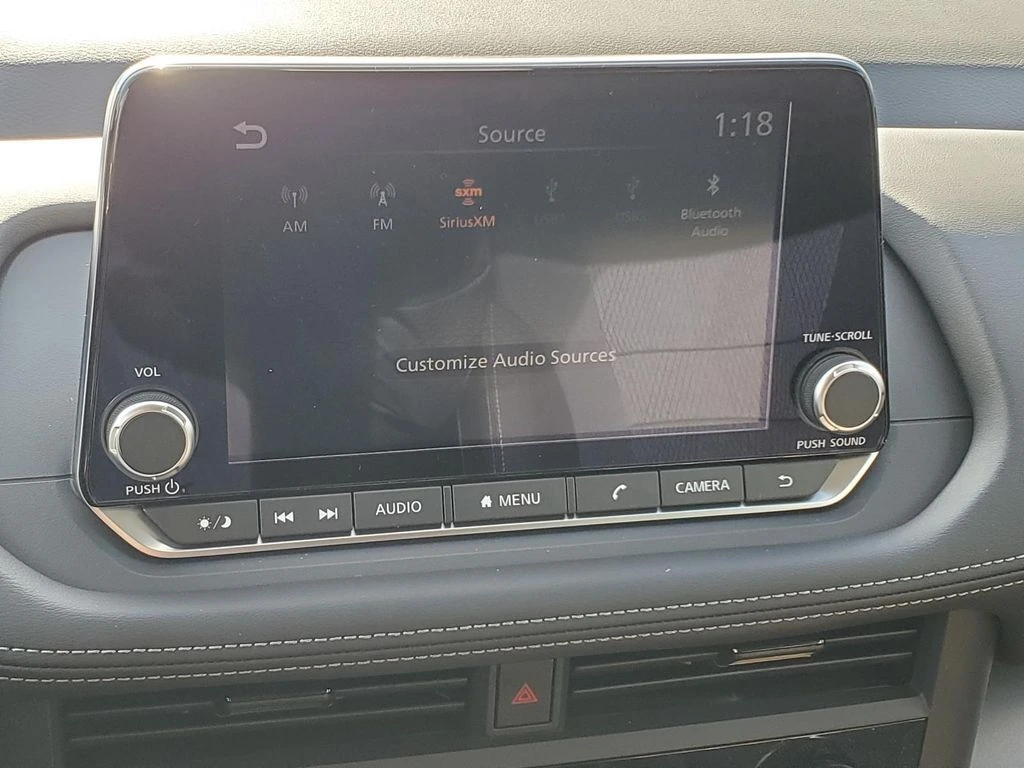 Source
1:18
sxm
AM
FM
SiriusXM
Bluetooth
Audio
Customize Audio Sources
VOL
TUNE·SCROLL
PUSH
PUSH SOUND
AUDIO
MENU
CAMERA